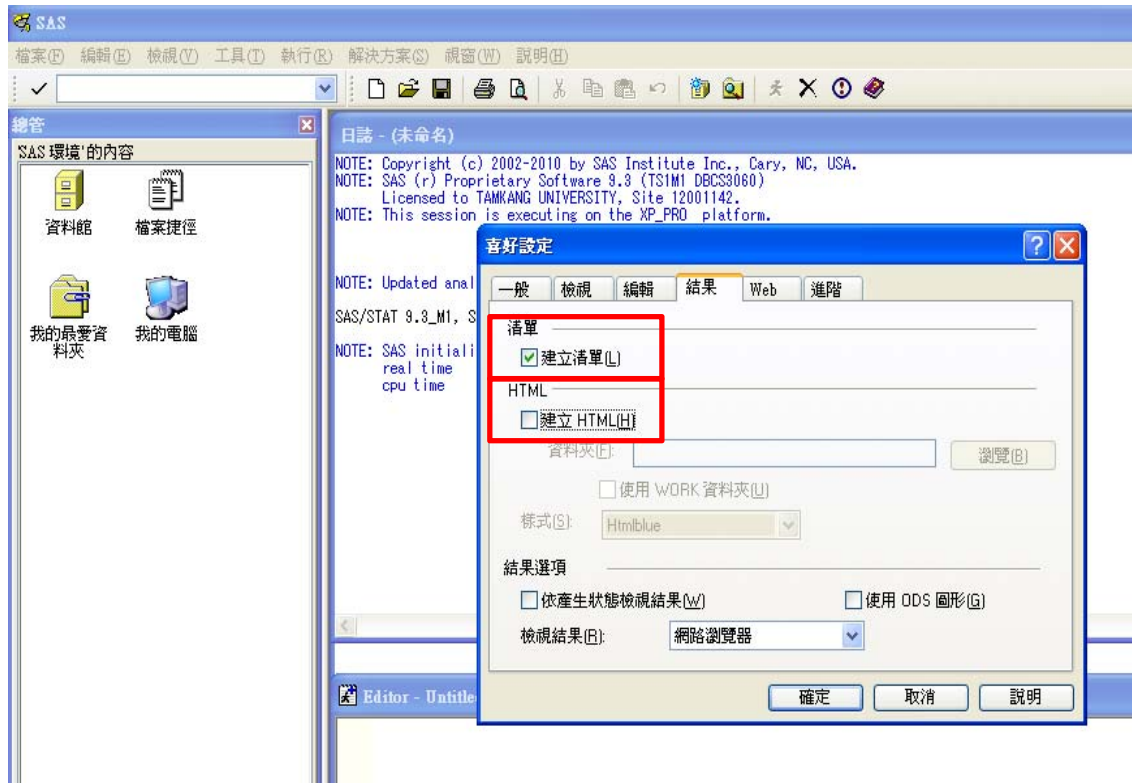 SAS
檔案(F) 編輯(E) 檢視(V) 工具(T) 執行(R) 解決方案(S) 視窗(W) 說明(H)
總管
SAS 環境'的內容
資料館
檔案捷徑
我的最愛資料夾
我的電腦
日誌 - (未命名)
NOTE: Copyright (c) 2002-2010 by SAS Institute Inc., Cary, NC, USA.
NOTE: SAS (r) Proprietary Software 9.3 (TS1M1 DBCS3060)
Licensed to TAMKANG UNIVERSITY, Site 12001142.
NOTE: This session is executing on the XP_PRO platform.
NOTE: Updated anal
SAS/STAT 9.3_M1, S
NOTE: SAS initiali
real time
cpu time
喜好設定
一般 檢視 編輯 結果 Web 進階
清單
建立清單(L)
HTML
建立 HTML(H)
資料夾(F):
瀏覽(B)
使用 WORK 資料夾(U)
樣式(S): Htmlblue
結果選項
依產生狀態檢視結果(W) 使用 ODS 圖形(G)
檢視結果(R): 網路瀏覽器
確定 取消 說明
Editor - Untitle